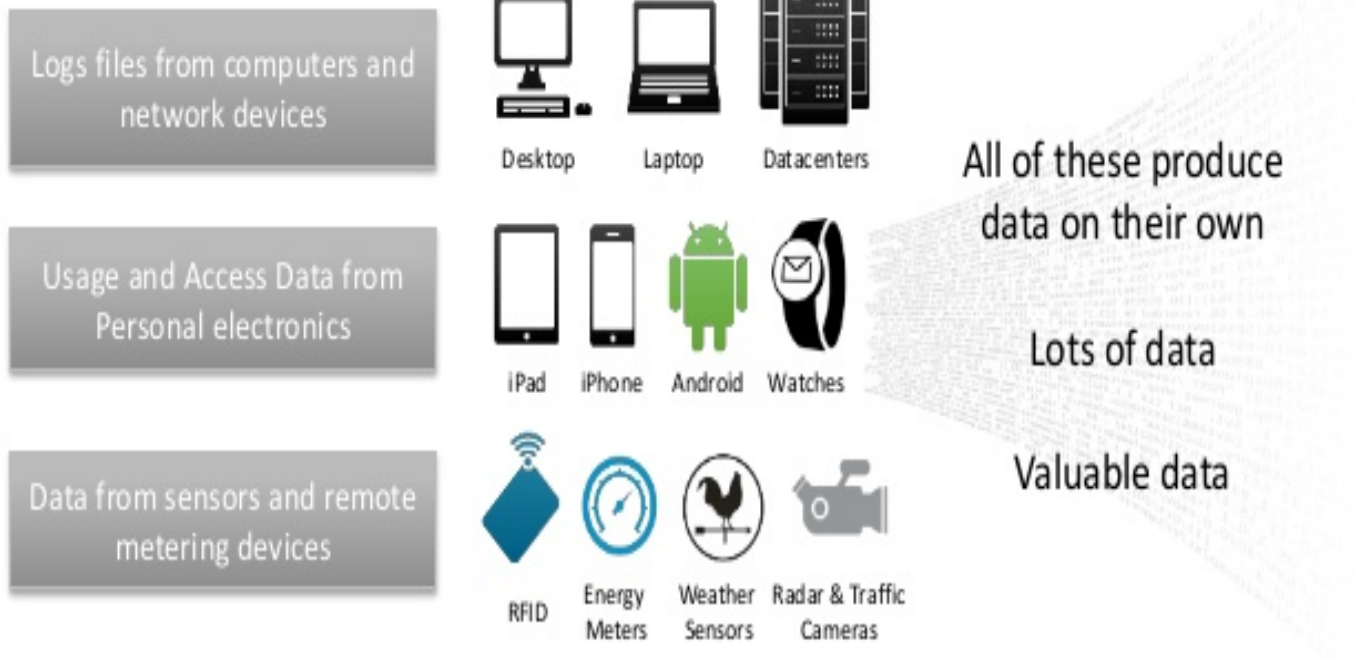 Logs files from computers and
network devices
Desktop
Laptop
Datacenters
All of these produce
data on their own
Usage and Access Data from
Personal electronics
iPad
iPhone
Android
Watches
Lots of data
Valuable data
Data from sensors and remote
metering devices
RFID
Energy
Meters
Weather
Sensors
Radar & Traffic
Cameras